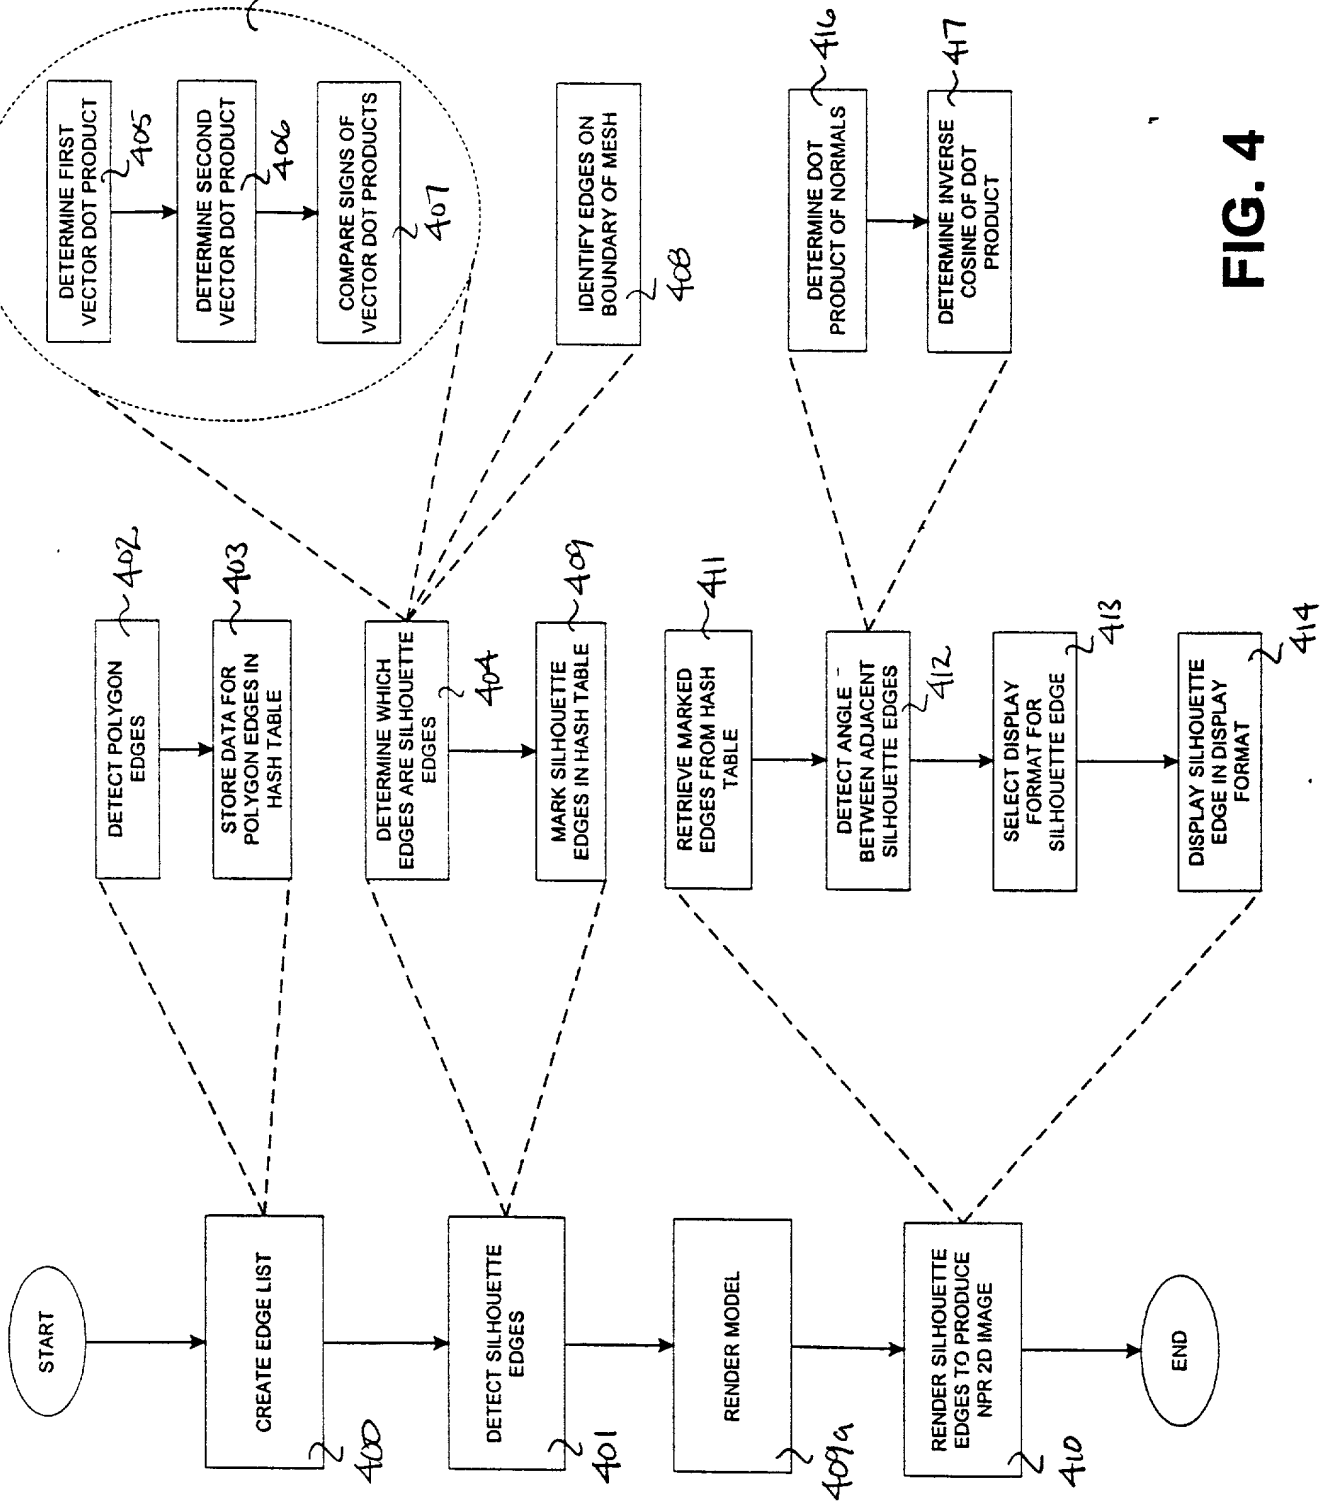 START
CREATE EDGE LIST
400
DETECT SILHOUETTE
EDGES
401
RENDER MODEL
409a
RENDER SILHOUETTE
EDGES TO PRODUCE
NPR 2D IMAGE
410
END
DETECT POLYGON
EDGES
402
STORE DATA FOR
POLYGON EDGES IN
HASH TABLE
403
DETERMINE WHICH
EDGES ARE SILHOUETTE
EDGES
404
MARK SILHOUETTE
EDGES IN HASH TABLE
409
RETRIEVE MARKED
EDGES FROM HASH
TABLE
411
DETECT ANGLE
BETWEEN ADJACENT
SILHOUETTE EDGES
412
SELECT DISPLAY
FORMAT FOR
SILHOUETTE EDGE
413
DISPLAY SILHOUETTE
EDGE IN DISPLAY
FORMAT
414
DETERMINE FIRST
VECTOR DOT PRODUCT
405
DETERMINE SECOND
VECTOR DOT PRODUCT
406
COMPARE SIGNS OF
VECTOR DOT PRODUCTS
407
IDENTIFY EDGES ON
BOUNDARY OF MESH
408
DETERMINE DOT
PRODUCT OF NORMALS
416
DETERMINE INVERSE
COSINE OF DOT
PRODUCT
417
FIG. 4